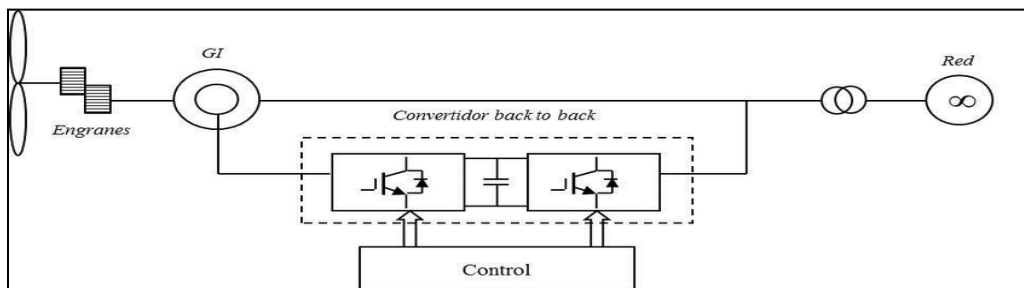 GI
Red
Engranes
Convertidor back to back
∞
Control